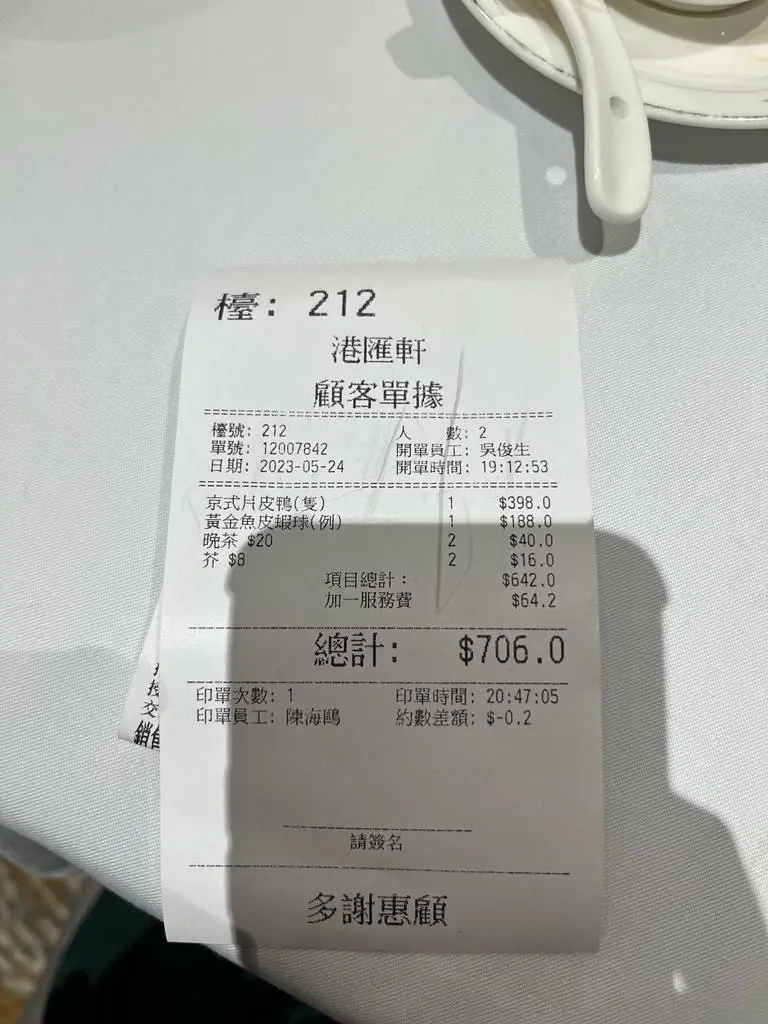 檯: 212
港匯軒
顧客單據
檯號: 212 人 數: 2
單號: 12007842 開單員工: 吳俊生
日期: 2023-05-24 開單時間: 19:12:53
京式片皮鴨(隻) 1 $398.0
黃金魚皮蝦球(例) 1 $188.0
晚茶 $20 2 $40.0
芥 $8 2 $16.0
項目總計: $642.0
加一服務費 $64.2
總計: $706.0
印單次數: 1 印單時間: 20:47:05
印單員工: 陳海鷗 約數差額: $-0.2
請簽名
多謝惠顧
交
銷售